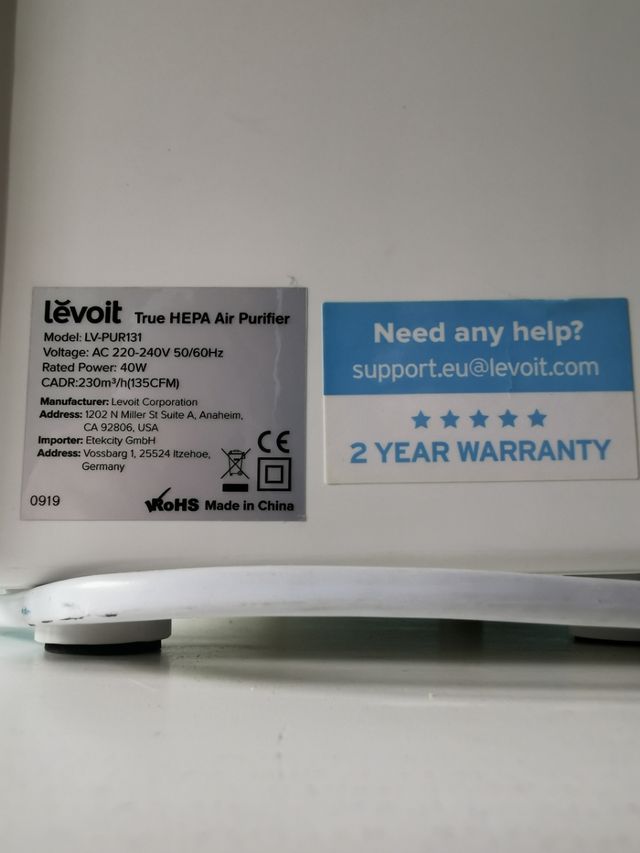 lĕvoit True HEPA Air Purifier
Model: LV-PUR131
Voltage: AC 220-240V 50/60Hz
Rated Power: 40W
CADR:230m³/h(135CFM)
Manufacturer: Levoit Corporation
Address: 1202 N Miller St Suite A, Anaheim,
CA 92806, USA
Importer: Etekcity GmbH
Address: Vossbarg 1, 25524 Itzehoe,
Germany
CE
0919
RoHS Made in China
Need any help?
support.eu@levoit.com
2 YEAR WARRANTY